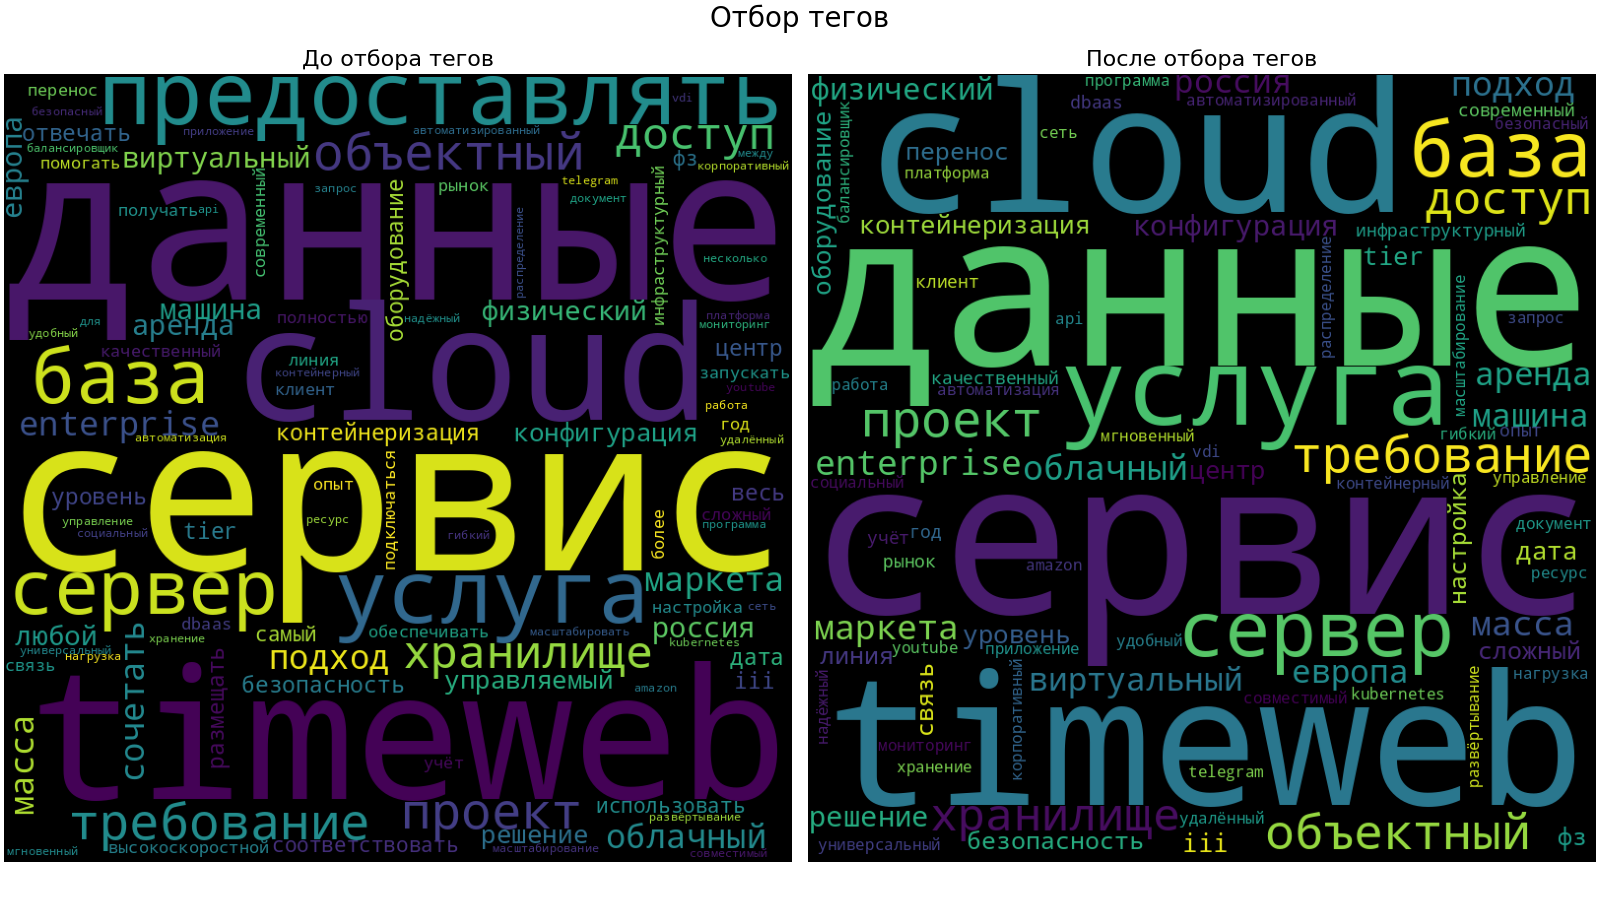 Отбор тегов
До отбора тегов
перенос
предоставлять
vdi
безопасный
отвечать
приложение
автоматизированный
доступ
балансировщик
помогать
виртуальный
объектный
фз
между
корпоративный
европа
данные
современный
запрос
оборудование
рынок
telegram
документ
инфраструктурный
получать
api
распределение
несколько
машина
полностью
надёжный
физический
платформа
мониторинг
для
удобный
аренда
cloud
качественный
база
линия
контейнерный
клиент
центр
запускать
youtube
enterprise
работа
год
автоматизация
контейнеризация
конфигурация
удалённый
сервис
уровень
опыт
подключаться
весь
сложный
управление
социальный
tier
ресурс
гибкий
более
программа
сервер
услуга
маркета
настройка
сеть
dbaas
любой
сочетать
хранение
самый
обеспечивать
масштабировать
россия
kubernetes
универсальный
нагрузка
связь
размещать
подход
хранилище
дата
безопасность
управляемый
amazon
iii
timeweb
масса
учёт
требование
проект
использовать
развёртывание
решение
облачный
мгновенный
высокоскоростной
соответствовать
масштабирование
совместимый
После отбора тегов
физический
cloud
программа
россия
подход
dbaas
автоматизированный
современный
безопасный
оборудование
балансировщик
сеть
перенос
платформа
база
доступ
контейнеризация
конфигурация
инфраструктурный
данные
клиент
tier
распределение
масштабирование
api
запрос
работа
качественный
автоматизация
услуга
аренда
проект
машина
мгновенный
гибкий
опыт
enterprise
облачный
vdi
центр
требование
социальный
контейнерный
управление
сервис
настройка
учёт
год
документ
рынок
amazon
дата
ресурс
маркета
уровень
удобный
сервер
масса
линия
youtube
приложение
сложный
надёжный
связь
корпоративный
виртуальный
европа
нагрузка
совместимый
kubernetes
timeweb
развёртывание
мониторинг
хранение
telegram
решение
хранилище
удалённый
объектный
универсальный
безопасность
iii
фз